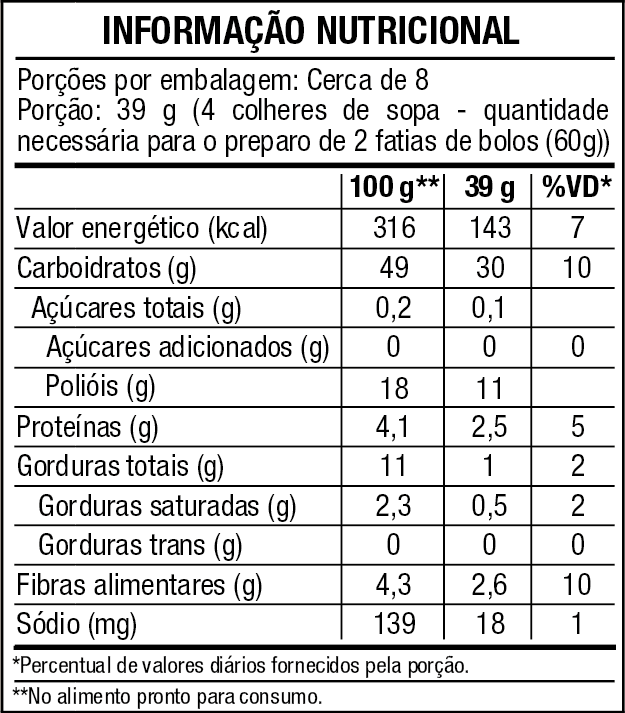 INFORMAÇÃO NUTRICIONAL
Porções por embalagem: Cerca de 8
Porção: 39 g (4 colheres de sopa - quantidade
necessária para o preparo de 2 fatias de bolos (60g))
100 g** 39 g %VD*
Valor energético (kcal) 316 143 7
Carboidratos (g) 49 30 10
Açúcares totais (g) 0,2 0,1
Açúcares adicionados (g) 0 0 0
Polióis (g) 18 11
Proteínas (g) 4,1 2,5 5
Gorduras totais (g) 11 1 2
Gorduras saturadas (g) 2,3 0,5 2
Gorduras trans (g) 0 0 0
Fibras alimentares (g) 4,3 2,6 10
Sódio (mg) 139 18 1
*Percentual de valores diários fornecidos pela porção.
**No alimento pronto para consumo.